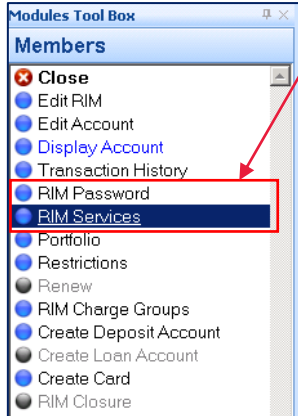 Modules Tool Box
Members
Close
Edit RIM
Edit Account
Display Account
Transaction History
RIM Password
RIM Services
Portfolio
Restrictions
Renew
RIM Charge Groups
Create Deposit Account
Create Loan Account
Create Card
RIM Closure